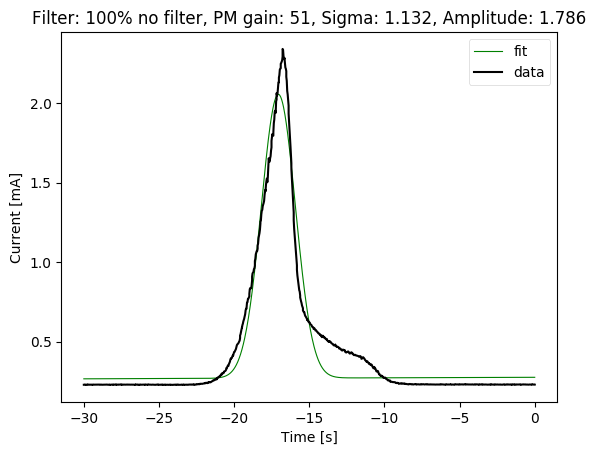 Filter: 100% no filter, PM gain: 51, Sigma: 1.132, Amplitude: 1.786
fit
data
2.0
1.5
1.0
0.5
Current [mA]
−30
−25
−20
−15
−10
−5
0
Time [s]